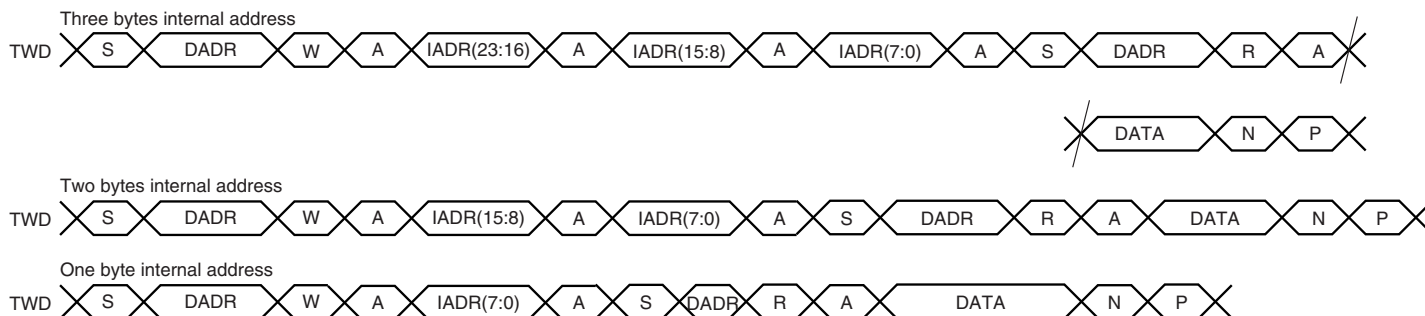 Three bytes internal address
TWD S DADR W A IADR(23:16) A IADR(15:8) A IADR(7:0) A S DADR R A
DATA N P
Two bytes internal address
TWD S DADR W A IADR(15:8) A IADR(7:0) A S DADR R A DATA N P
One byte internal address
TWD S DADR W A IADR(7:0) A S DADR R A DATA N P